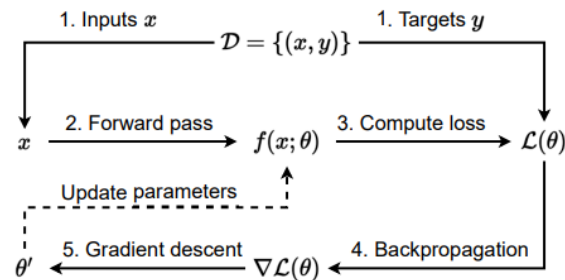 1. Inputs x
1. Targets y
𝒟 = {(x, y)}
x
2. Forward pass
f(x; θ)
3. Compute loss
ℒ(θ)
Update parameters
θ′
5. Gradient descent
∇ℒ(θ)
4. Backpropagation